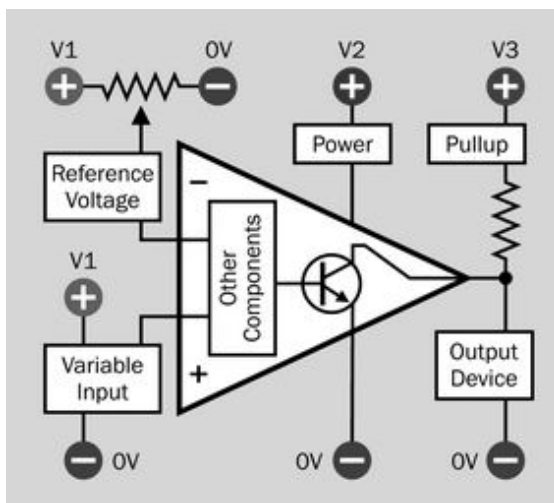 V1
0V
V2
V3
+
−
+
+
Power
Pullup
Reference
Voltage
−
Other
Components
V1
+
Variable
Input
+
Output
Device
−
0V
0V
−
0V
−